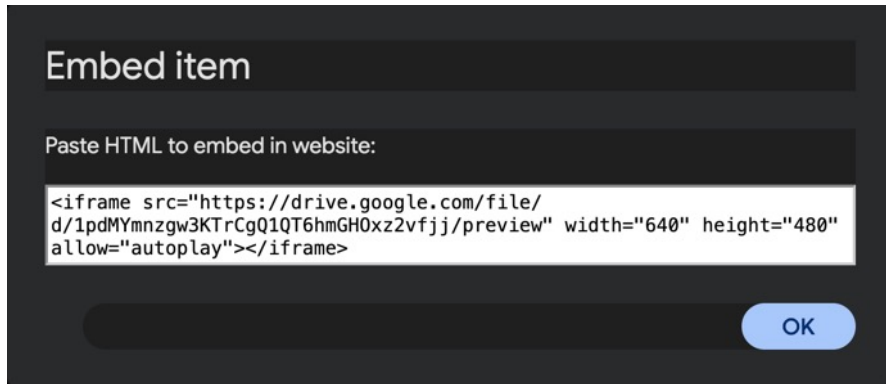 Embed item
Paste HTML to embed in website:
<iframe src="https://drive.google.com/file/
d/1pdMYmnzgw3KTrCgQ1QT6hmGHOxz2vfjj/preview" width="640" height="480"
allow="autoplay"></iframe>
OK